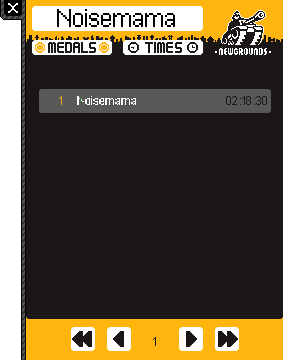 Noisemama
MEDALS TIMES
·NEWGROUNDS·
1 Noisemama 02:18:30
1